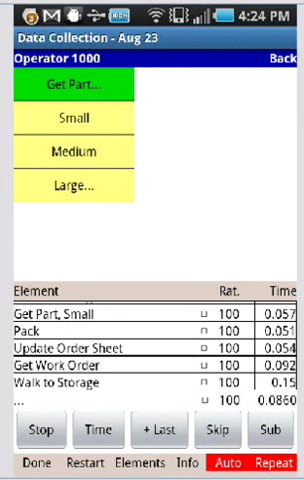 4:24 PM
Data Collection - Aug 23
Operator 1000 Back
Get Part...
Small
Medium
Large...
Element Rat. Time
Get Part, Small 100 0.057
Pack 100 0.051
Update Order Sheet 100 0.054
Get Work Order 100 0.092
Walk to Storage 100 0.15
... 100 0.0860
Stop Time + Last Skip Sub
Done Restart Elements Info Auto Repeat